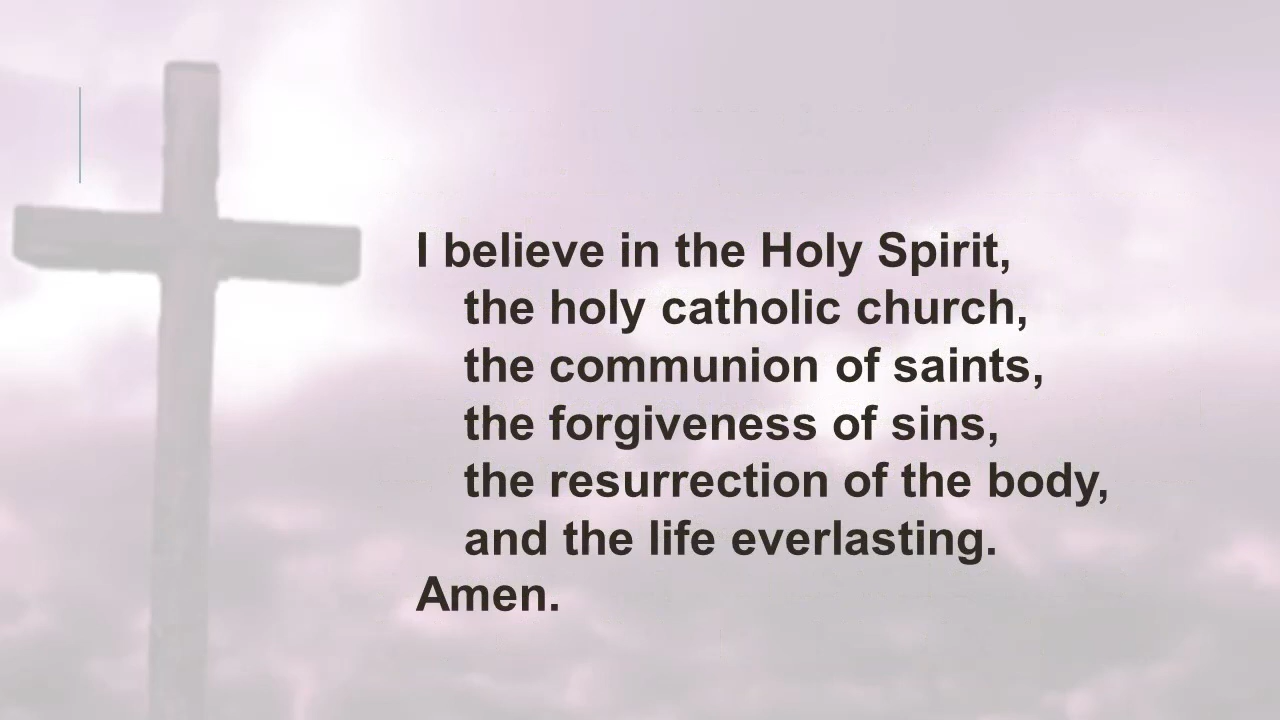 I believe in the Holy Spirit,
the holy catholic church,
the communion of saints,
the forgiveness of sins,
the resurrection of the body,
and the life everlasting.
Amen.